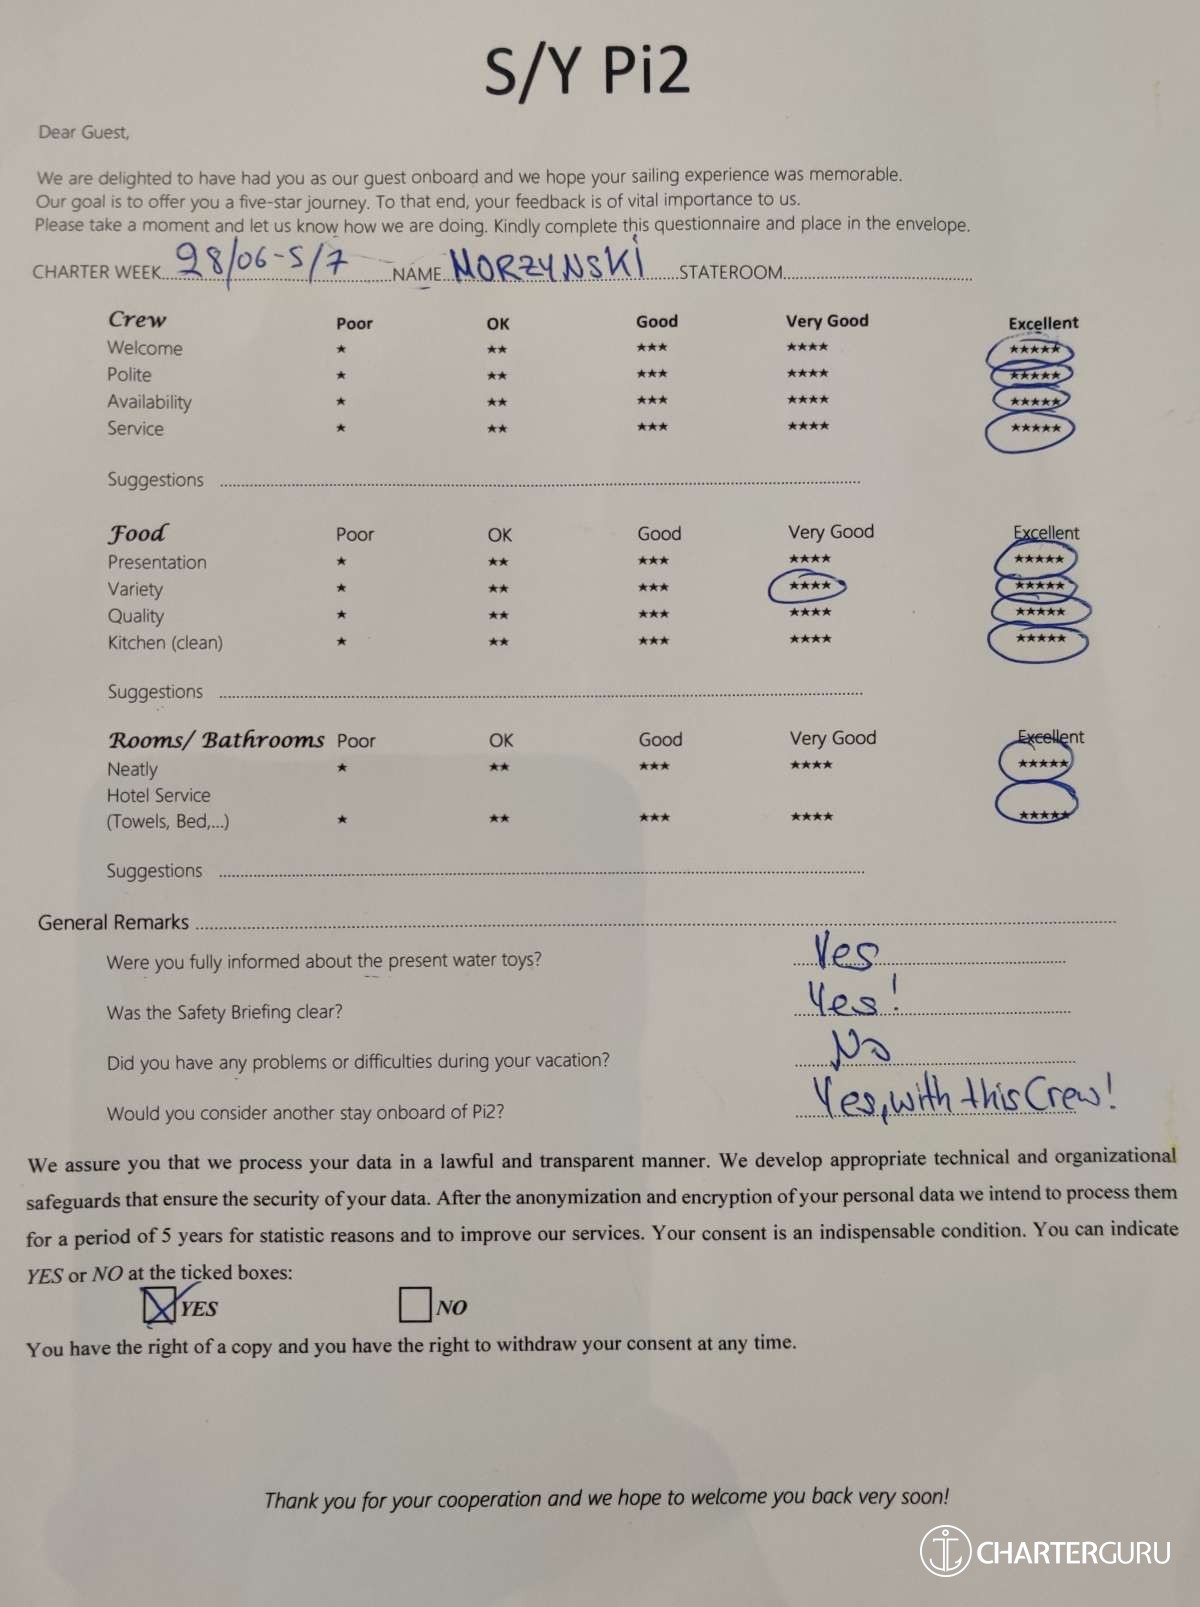 S/Y Pi2
Dear Guest,
We are delighted to have had you as our guest onboard and we hope your sailing experience was memorable.
Our goal is to offer you a five-star journey. To that end, your feedback is of vital importance to us.
Please take a moment and let us know how we are doing. Kindly complete this questionnaire and place in the envelope.
CHARTER WEEK 28/06-5/7 NAME MORZYNSKI STATEROOM
Crew Poor OK Good Very Good Excellent
Welcome ★ ★★ ★★★ ★★★★ ★★★★★
Polite ★ ★★ ★★★ ★★★★ ★★★★★
Availability ★ ★★ ★★★ ★★★★ ★★★★★
Service ★ ★★ ★★★ ★★★★ ★★★★★
Suggestions
Food Poor OK Good Very Good Excellent
Presentation ★ ★★ ★★★ ★★★★ ★★★★★
Variety ★ ★★ ★★★ ★★★★ ★★★★★
Quality ★ ★★ ★★★ ★★★★ ★★★★★
Kitchen (clean) ★ ★★ ★★★ ★★★★ ★★★★★
Suggestions
Rooms/ Bathrooms Poor OK Good Very Good Excellent
Neatly ★ ★★ ★★★ ★★★★ ★★★★★
Hotel Service
(Towels, Bed,...) ★ ★★ ★★★ ★★★★ ★★★★★
Suggestions
General Remarks
Were you fully informed about the present water toys? Yes
Was the Safety Briefing clear? Yes!
Did you have any problems or difficulties during your vacation? No
Would you consider another stay onboard of Pi2? Yes, with this Crew!
We assure you that we process your data in a lawful and transparent manner. We develop appropriate technical and organizational
safeguards that ensure the security of your data. After the anonymization and encryption of your personal data we intend to process them
for a period of 5 years for statistic reasons and to improve our services. Your consent is an indispensable condition. You can indicate
YES or NO at the ticked boxes:
YES NO
You have the right of a copy and you have the right to withdraw your consent at any time.
Thank you for your cooperation and we hope to welcome you back very soon!
CHARTERGURU